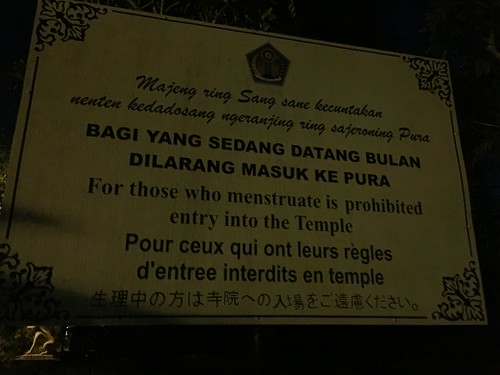 Majeng ring Sang sane kecuntakan
nenten kedadosang ngeranjing ring sajeroning Pura
BAGI YANG SEDANG DATANG BULAN
DILARANG MASUK KE PURA
For those who menstruate is prohibited
entry into the Temple
Pour ceux qui ont leurs règles
d'entree interdits en temple
生理中の方は寺院への入場をご遠慮ください。